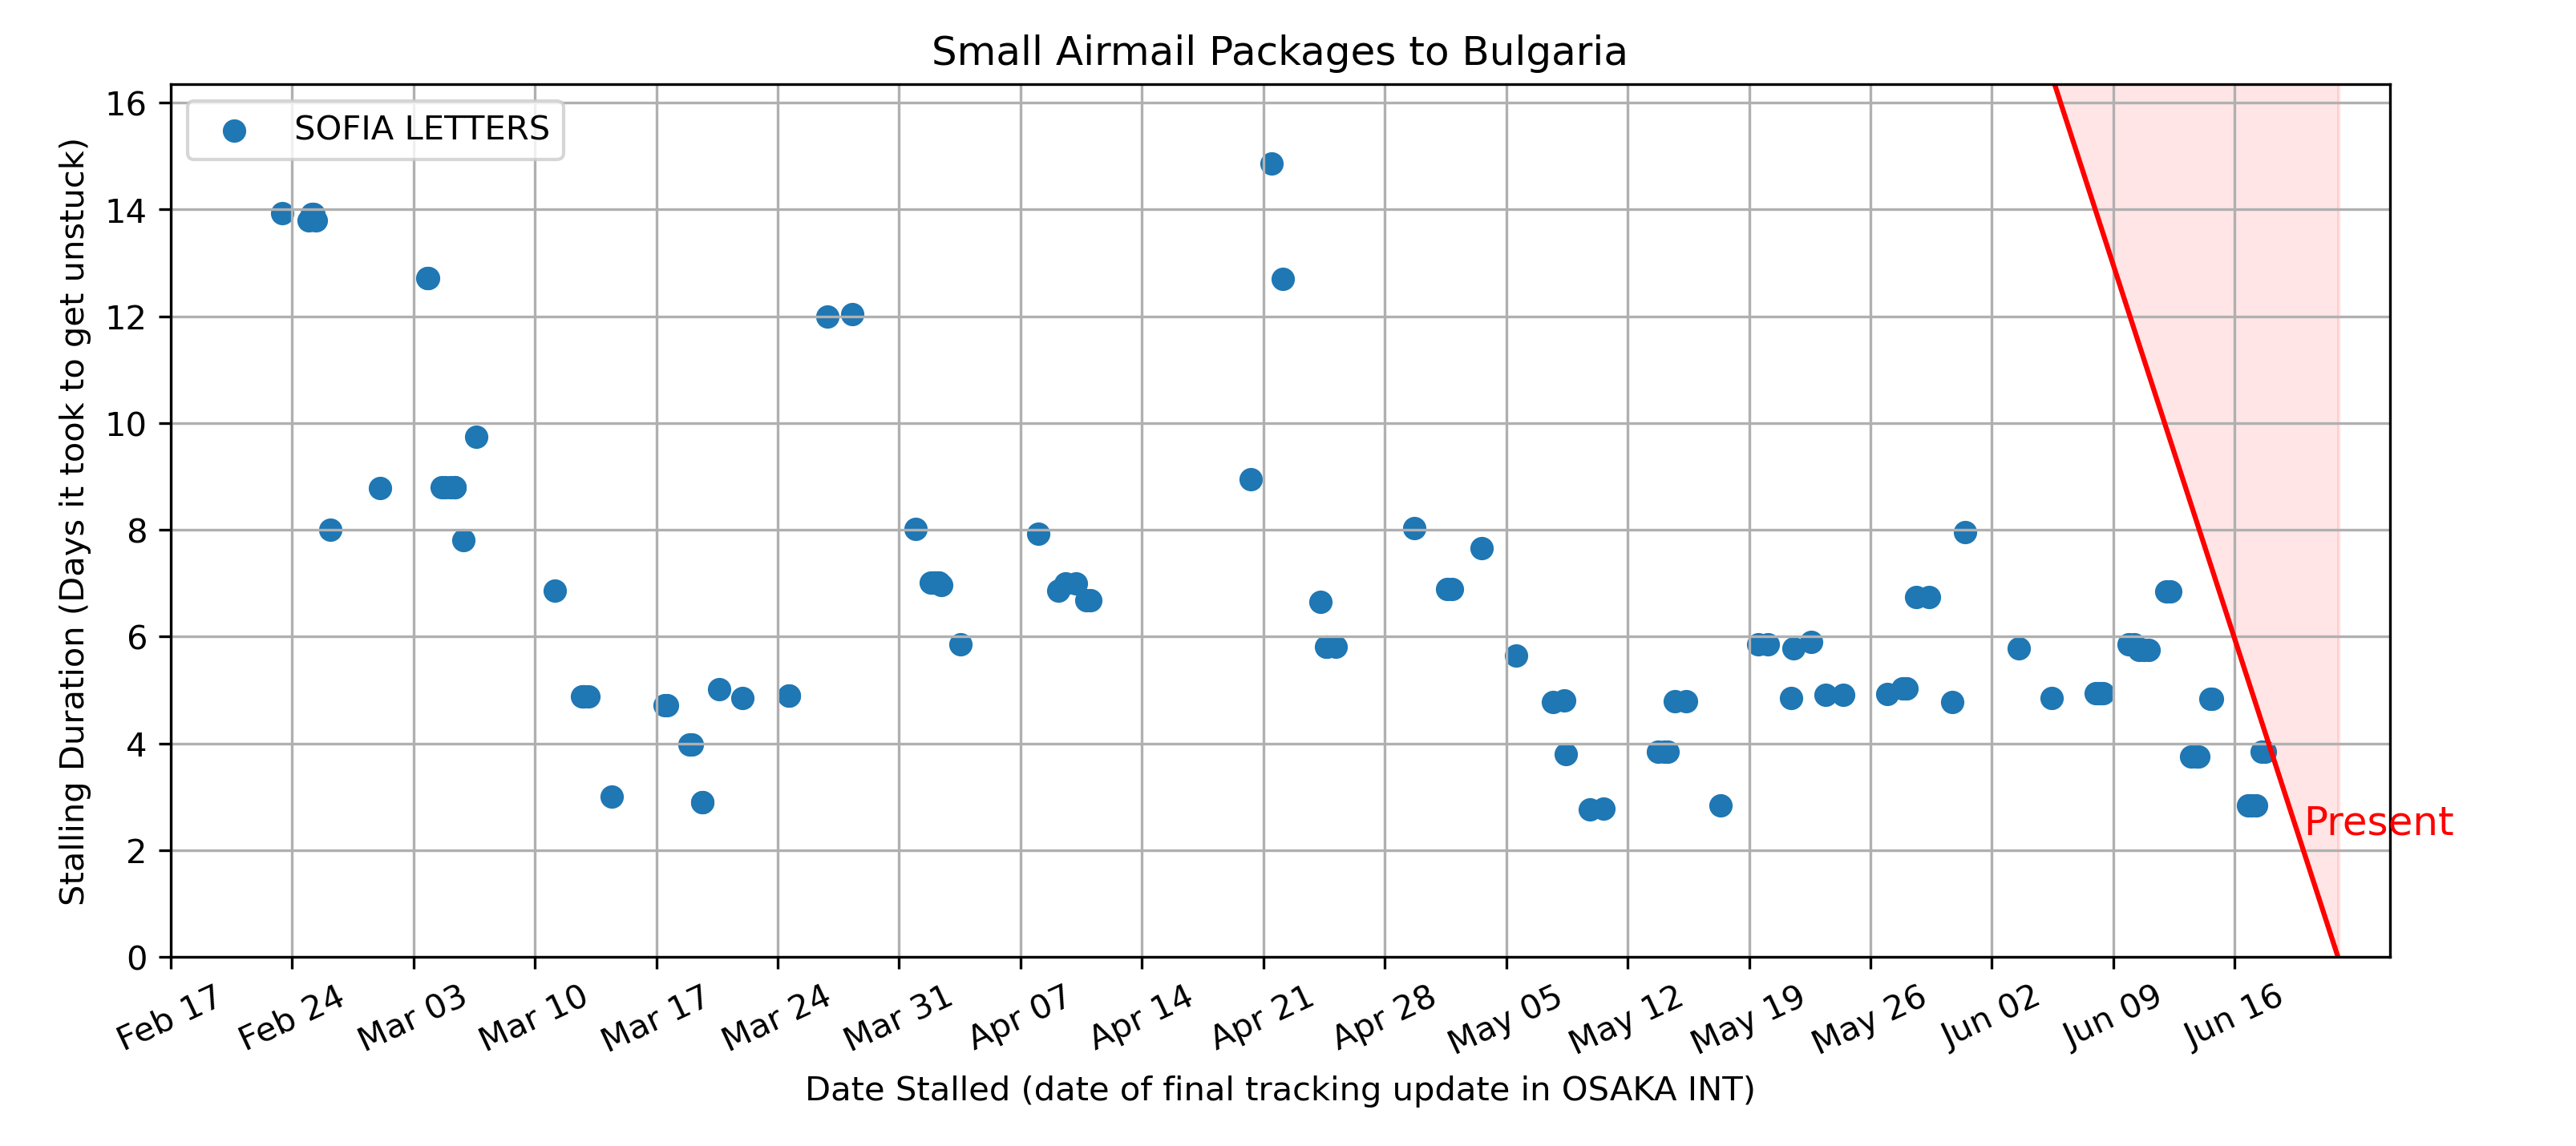 Small Airmail Packages to Bulgaria
SOFIA LETTERS
Stalling Duration (Days it took to get unstuck)
16
14
12
10
8
6
4
2
0
Present
Feb 17
Feb 24
Mar 03
Mar 10
Mar 17
Mar 24
Mar 31
Apr 07
Apr 14
Apr 21
Apr 28
May 05
May 12
May 19
May 26
Jun 02
Jun 09
Jun 16
Date Stalled (date of final tracking update in OSAKA INT)